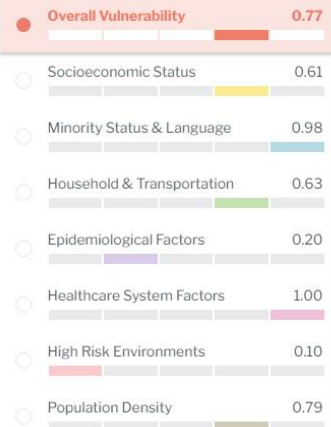 Overall Vulnerability 0.77
Socioeconomic Status 0.61
Minority Status & Language 0.98
Household & Transportation 0.63
Epidemiological Factors 0.20
Healthcare System Factors 1.00
High Risk Environments 0.10
Population Density 0.79